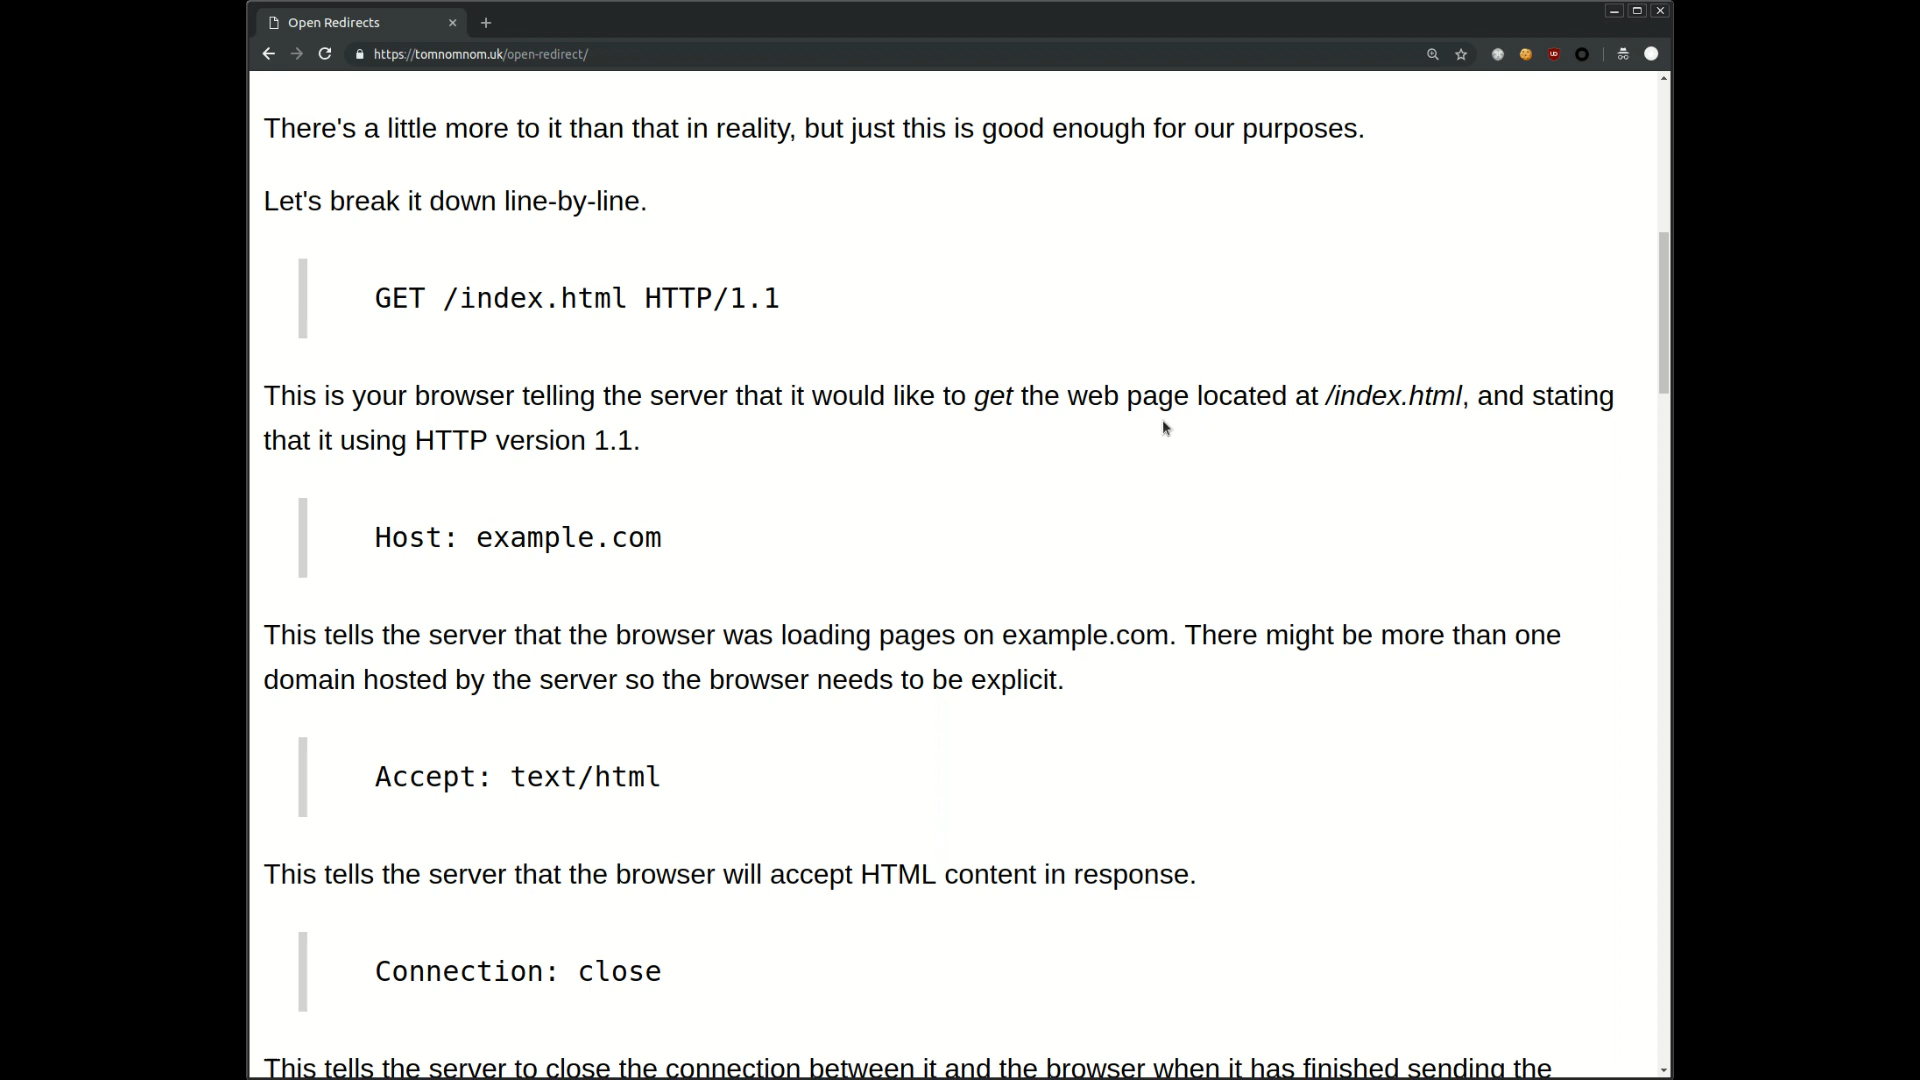 Open Redirects
https://tomnomnom.uk/open-redirect/
There's a little more to it than that in reality, but just this is good enough for our purposes.
Let's break it down line-by-line.
GET /index.html HTTP/1.1
This is your browser telling the server that it would like to get the web page located at /index.html, and stating
that it using HTTP version 1.1.
Host: example.com
This tells the server that the browser was loading pages on example.com. There might be more than one
domain hosted by the server so the browser needs to be explicit.
Accept: text/html
This tells the server that the browser will accept HTML content in response.
Connection: close
This tells the server to close the connection between it and the browser when it has finished sending the